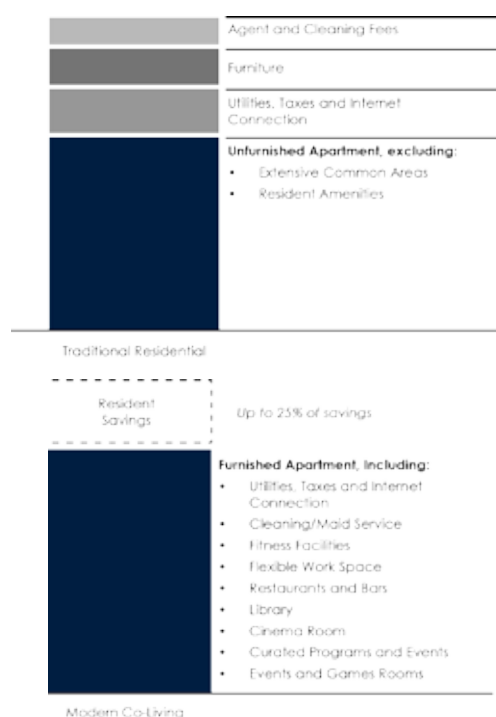 Agent and Cleaning Fees
Furniture
Utilities, Taxes and Internet
Connection
Unfurnished Apartment, excluding:
• Extensive Common Areas
• Resident Amenities
Traditional Residential
Resident
Savings
Up to 25% of savings
Furnished Apartment, Including:
• Utilities, Taxes and Internet
Connection
• Cleaning/Maid Service
• Fitness Facilities
• Flexible Work Space
• Restaurants and Bars
• Library
• Cinema Room
• Curated Programs and Events
• Events and Games Rooms
Modern Co-Living